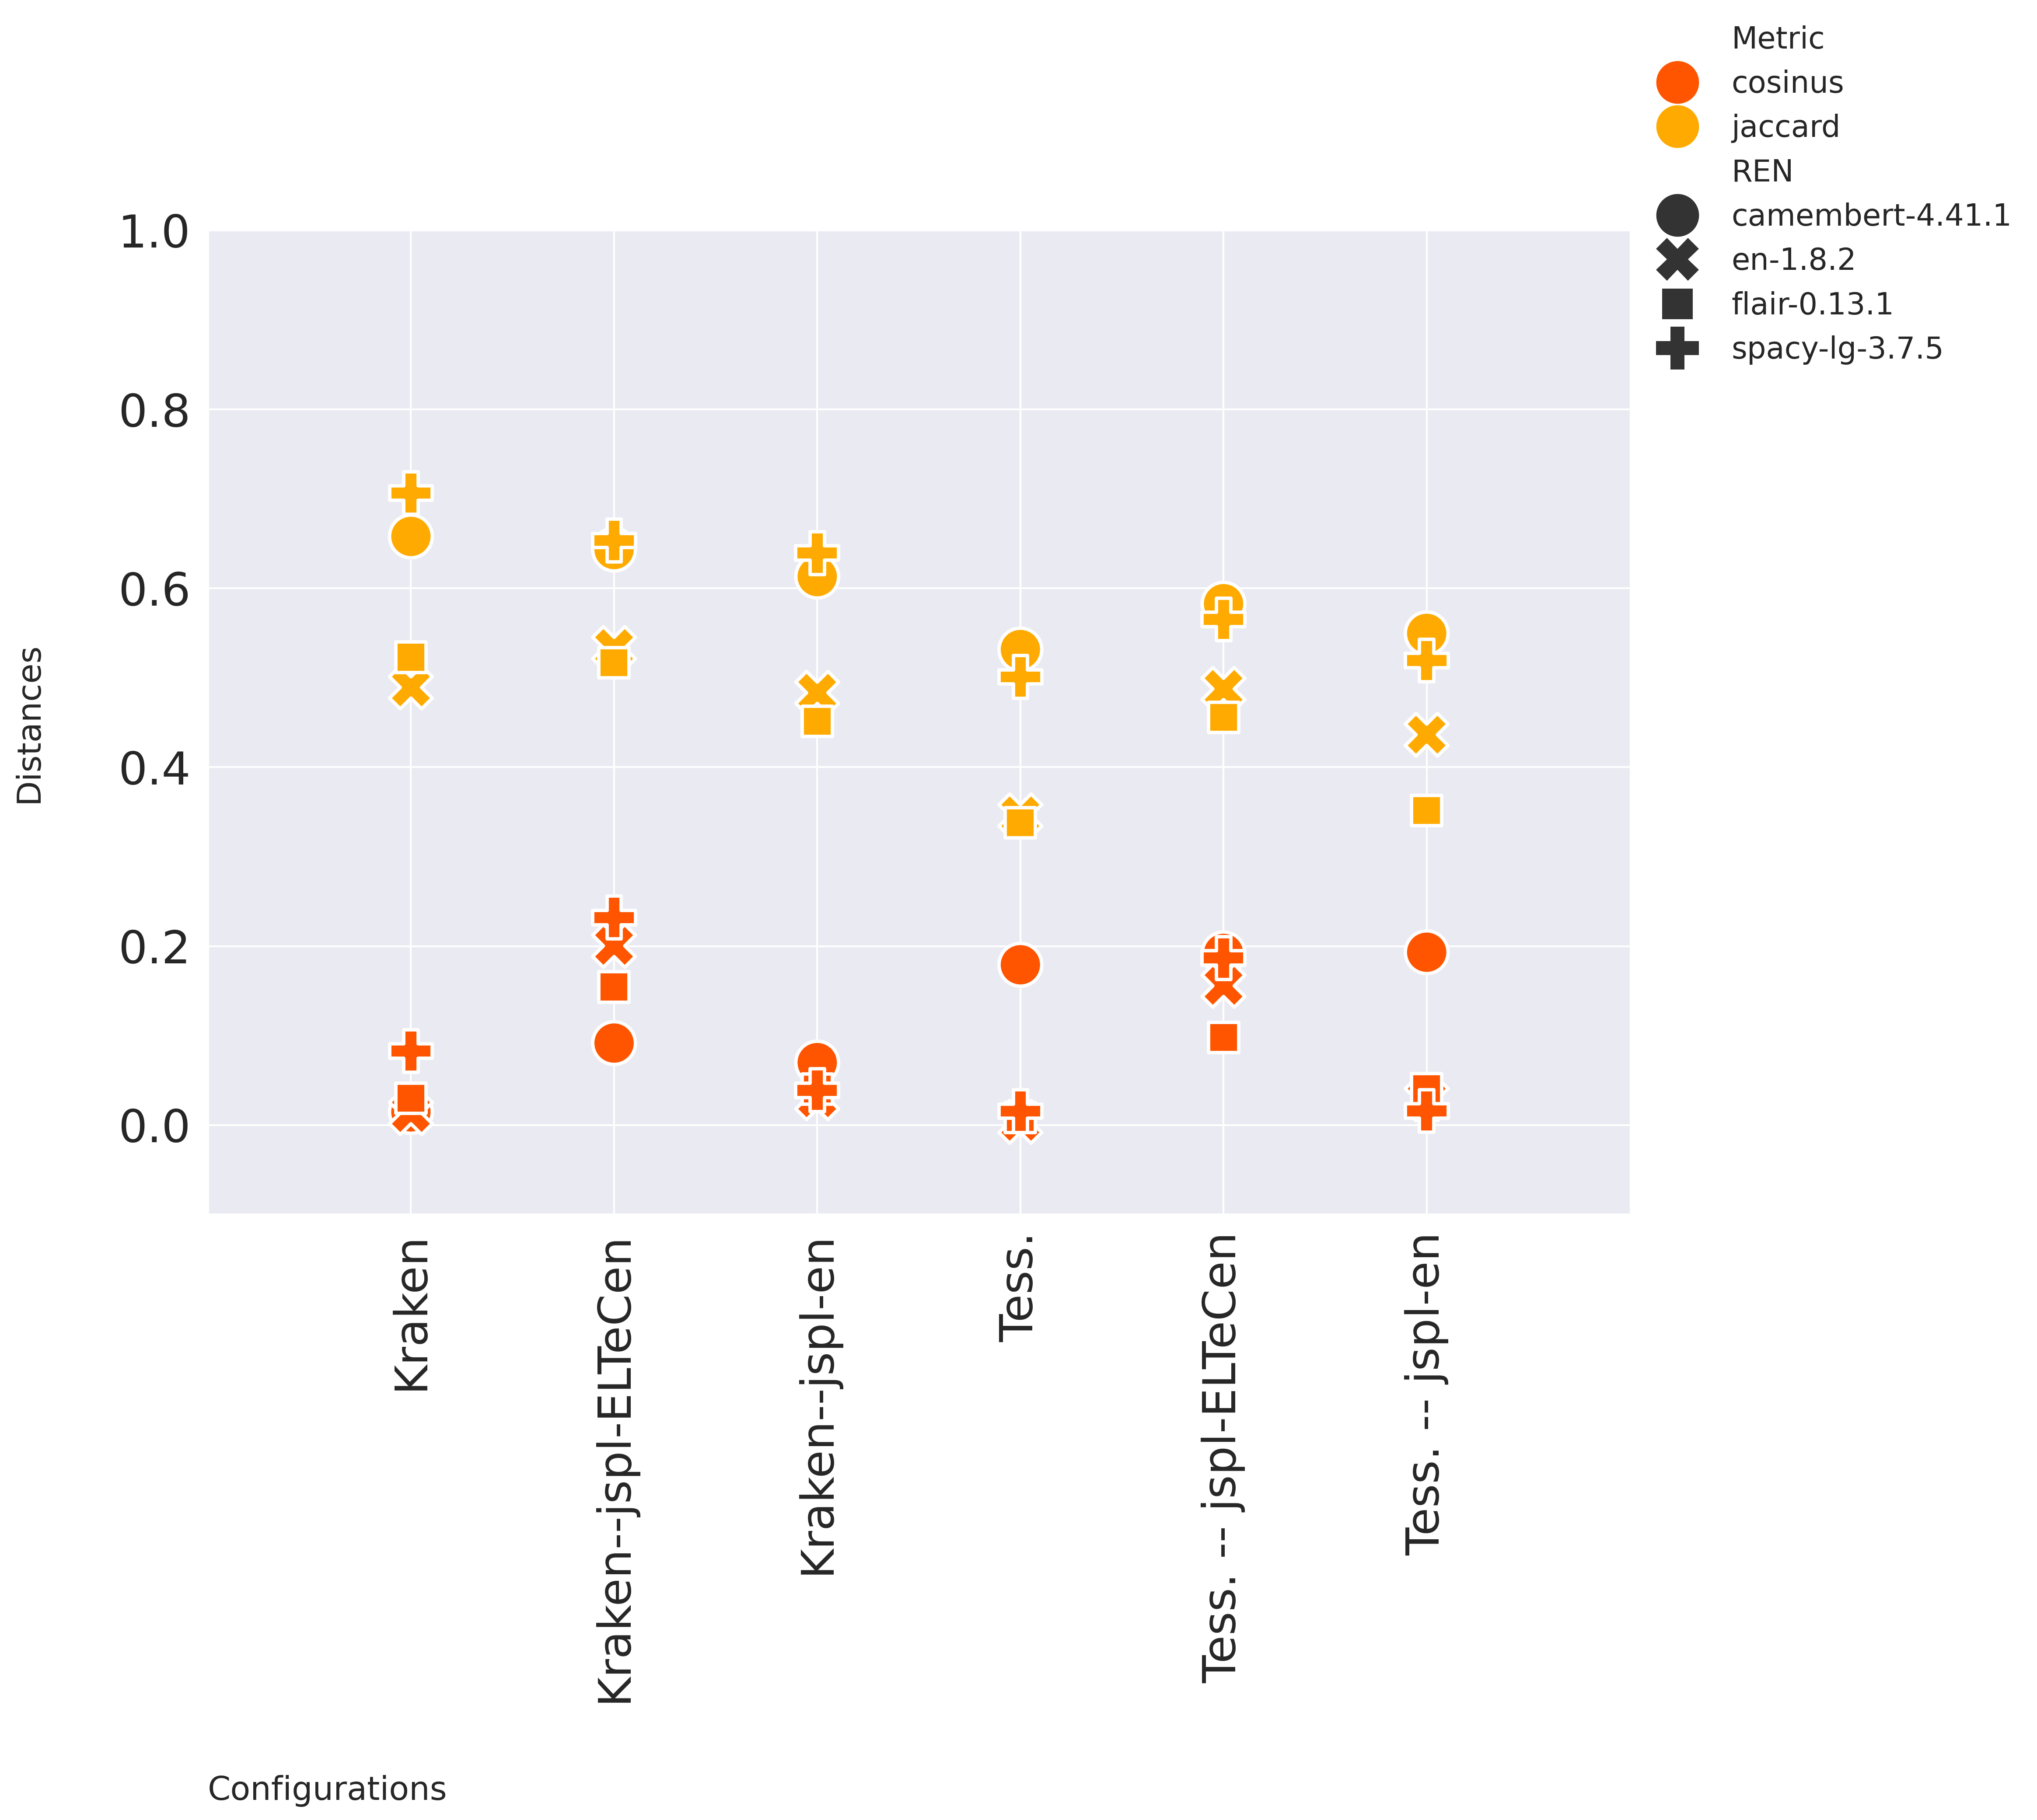 Metric
cosinus
jaccard
REN
camembert-4.41.1
en-1.8.2
flair-0.13.1
spacy-lg-3.7.5
1.0
0.8
0.6
0.4
0.2
0.0
Distances
Kraken
Kraken--jspl-ELTeCen
Kraken--jspl-en
Tess.
Tess. -- jspl-ELTeCen
Tess. -- jspl-en
Configurations